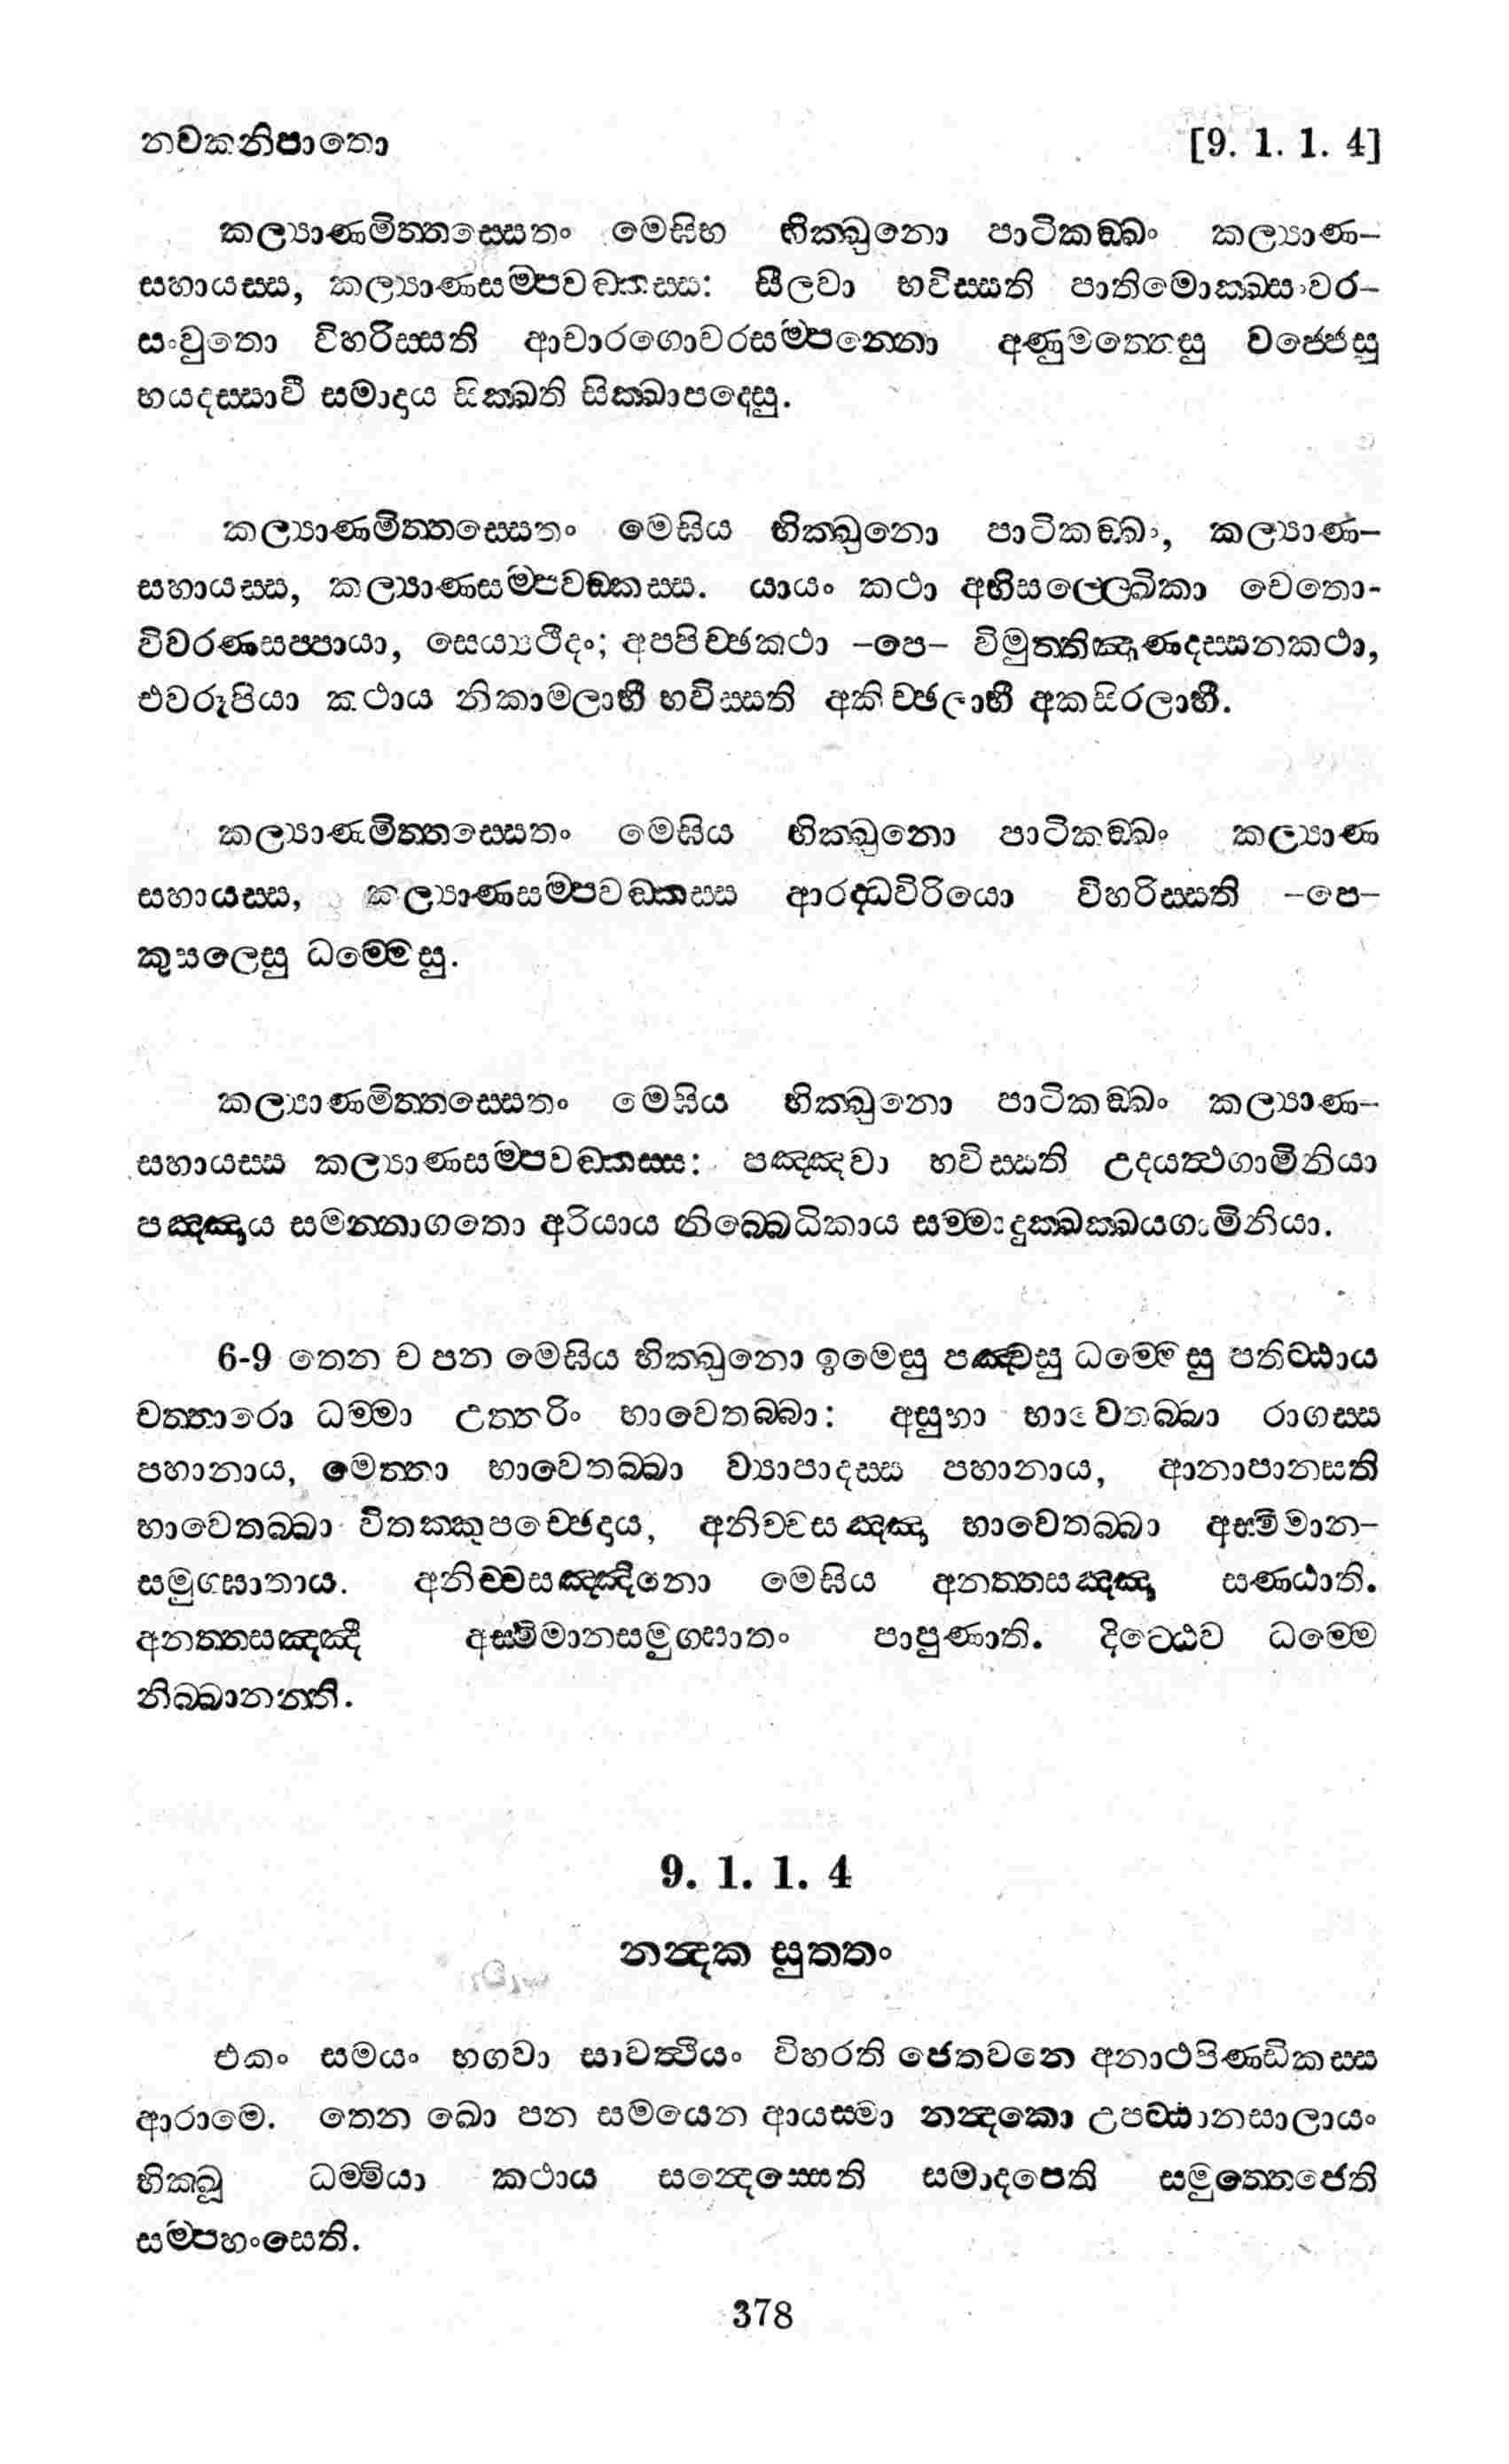 නවකනිපාතො [9. 1. 1. 4]
කල්‍යාණමිත්තස්සෙතං මෙඝිභ භික්ඛුනො පාටිකඞ්ඛං කල්‍යාණ–
සහායස්ස, කල්‍යාණසම්පවඞ්කස්ස: සීලවා භවිස්සති පාතිමොක්ඛසංවර–
සංවුතො විහරිස්සති ආචාරගොචරසම්පන්නො අණුමත්තෙසු වජ්ජෙසු
භයදස්සාවී සමාදාය සික්ඛති සික්ඛාපදෙසු.
කල්‍යාණමිත්තස්සෙතං මෙඝිය භික්ඛුනො පාටිකඞ්ඛං, කල්‍යාණ–
සහායස්ස, කල්‍යාණසම්පවඞ්කස්ස. යායං කථා අභිසල්ලෙඛිකා චෙතො-
විවරණසප්පායා, සෙය්‍යථීදං; අප්පිච්ඡකථා –පෙ– විමුත්තිඤාණදස්සනකථා,
එවරූපියා කථාය නිකාමලාභී භවිස්සති අකිච්ඡලාභී අකසිරලාභී.
කල්‍යාණමිත්තස්සෙතං මෙඝිය භික්ඛුනො පාටිකඞ්ඛං කල්‍යාණ
සහායස්ස, කල්‍යාණසම්පවඞ්කස්ස ආරද්ධවිරියො විහරිස්සති –පෙ–
කුසලෙසු ධම්මෙසු.
කල්‍යාණමිත්තස්සෙතං මෙඝිය භික්ඛුනො පාටිකඞ්ඛං කල්‍යාණ–
සහායස්ස කල්‍යාණසම්පවඞ්කස්ස: පඤ්ඤවා භවිස්සති උදයත්ථගාමිනියා
පඤ්ඤාය සමන්නාගතො අරියාය නිබ්බෙධිකාය සම්මාදුක්ඛක්ඛයගාමිනියා.
6-9 තෙන ච පන මෙඝිය භික්ඛුනො ඉමෙසු පඤ්චසු ධම්මෙසු පතිට්ඨාය
චත්තාරො ධම්මා උත්තරිං භාවෙතබ්බා: අසුභා භාවෙතබ්බා රාගස්ස
පහානාය, මෙත්තා භාවෙතබ්බා ව්‍යාපාදස්ස පහානාය, ආනාපානසති
භාවෙතබ්බා විතක්කුපච්ඡෙදාය, අනිච්චසඤ්ඤා භාවෙතබ්බා අස්මිමාන–
සමුග්ඝාතාය. අනිච්චසඤ්ඤිනො මෙඝිය අනත්තසඤ්ඤා සණ්ඨාති.
අනත්තසඤ්ඤී අස්මිමානසමුග්ඝාතං පාපුණාති. දිට්ඨෙව ධම්මෙ
නිබ්බානන්ති.
9. 1. 1. 4
නන්දක සුත්තං
එකං සමයං භගවා සාවත්ථියං විහරති ජෙතවනෙ අනාථපිණ්ඩිකස්ස
ආරාමෙ. තෙන ඛො පන සමයෙන ආයස්මා නන්දකො උපට්ඨානසාලායං
භික්ඛූ ධම්මියා කථාය සන්දෙස්සෙති සමාදපෙති සමුත්තෙජෙති
සම්පහංසෙති.
378